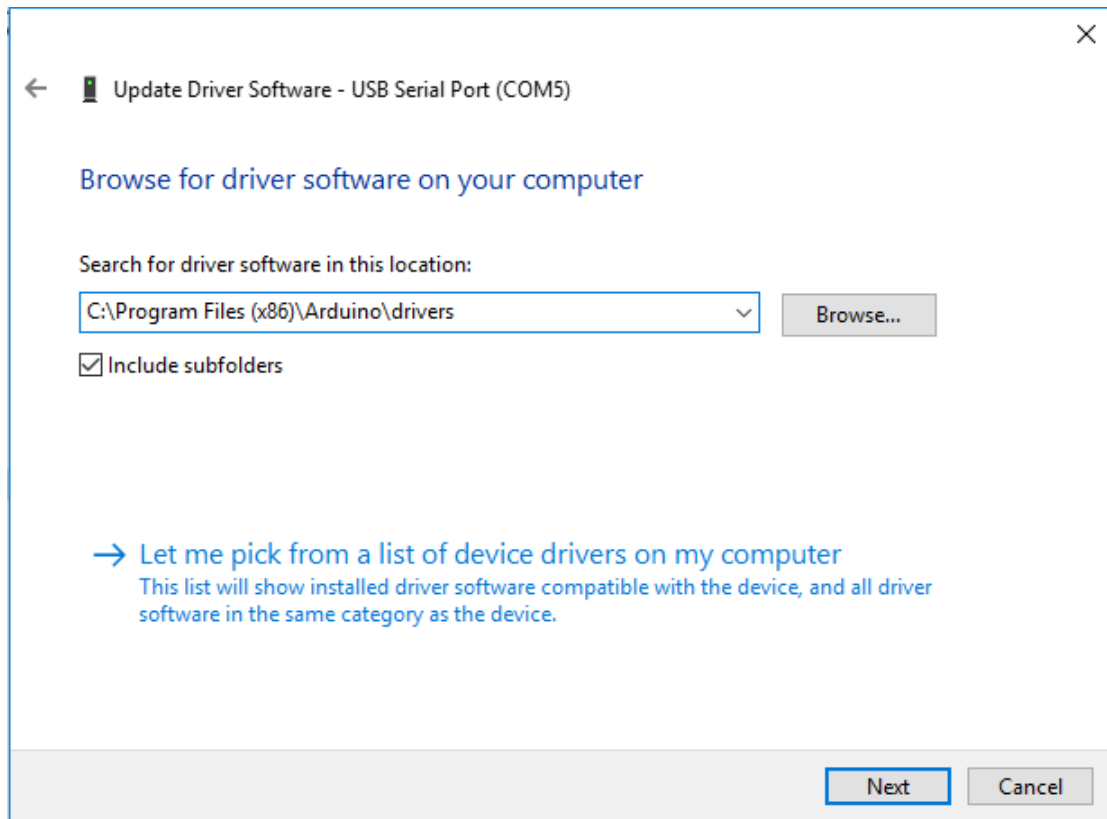 Update Driver Software - USB Serial Port (COM5)
Browse for driver software on your computer
Search for driver software in this location:
C:\Program Files (x86)\Arduino\drivers
Browse...
Include subfolders
Let me pick from a list of device drivers on my computer
This list will show installed driver software compatible with the device, and all driver
software in the same category as the device.
Next
Cancel